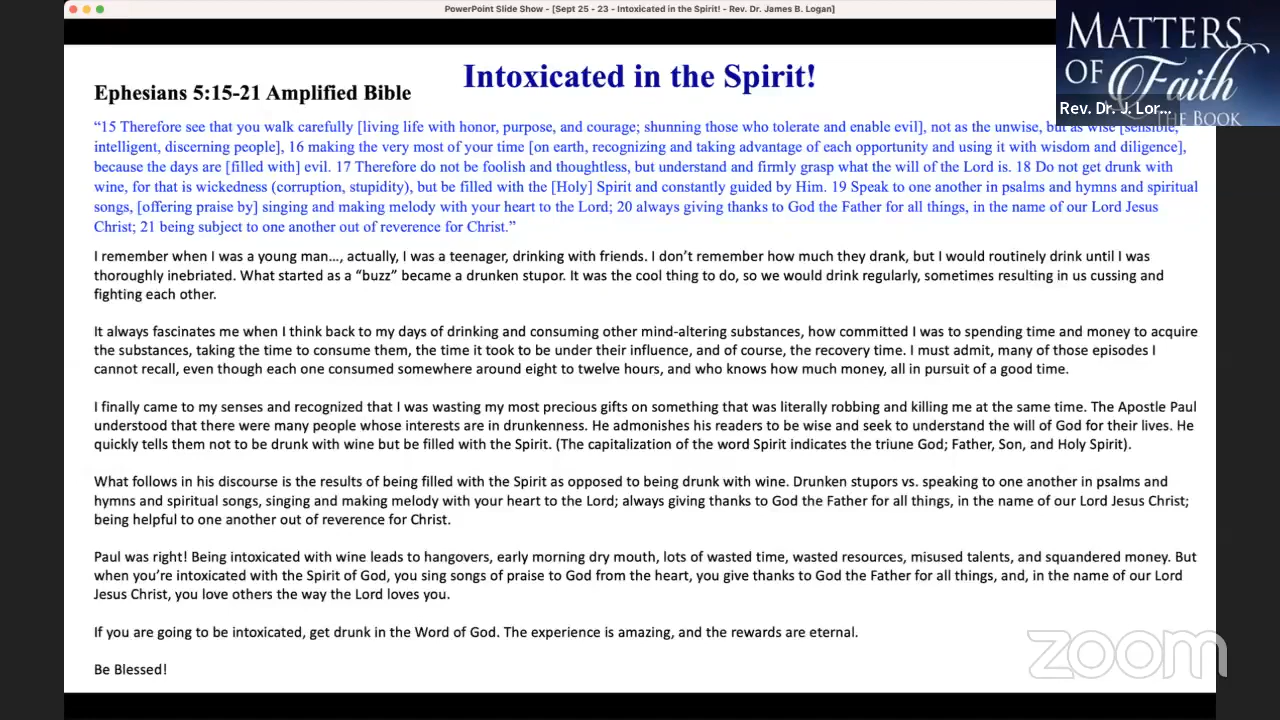 PowerPoint Slide Show - [Sept 25 - 23 - Intoxicated in the Spirit! - Rev. Dr. James B. Logan]
MATTERS
OF Faith
THE BOOK
Rev. Dr. J. Lor...
Intoxicated in the Spirit!
Ephesians 5:15-21 Amplified Bible
“15 Therefore see that you walk carefully [living life with honor, purpose, and courage; shunning those who tolerate and enable evil], not as the unwise, but as wise [sensible,
intelligent, discerning people], 16 making the very most of your time [on earth, recognizing and taking advantage of each opportunity and using it with wisdom and diligence],
because the days are [filled with] evil. 17 Therefore do not be foolish and thoughtless, but understand and firmly grasp what the will of the Lord is. 18 Do not get drunk with
wine, for that is wickedness (corruption, stupidity), but be filled with the [Holy] Spirit and constantly guided by Him. 19 Speak to one another in psalms and hymns and spiritual
songs, [offering praise by] singing and making melody with your heart to the Lord; 20 always giving thanks to God the Father for all things, in the name of our Lord Jesus
Christ; 21 being subject to one another out of reverence for Christ.”
I remember when I was a young man…, actually, I was a teenager, drinking with friends. I don’t remember how much they drank, but I would routinely drink until I was
thoroughly inebriated. What started as a “buzz” became a drunken stupor. It was the cool thing to do, so we would drink regularly, sometimes resulting in us cussing and
fighting each other.
It always fascinates me when I think back to my days of drinking and consuming other mind-altering substances, how committed I was to spending time and money to acquire
the substances, taking the time to consume them, the time it took to be under their influence, and of course, the recovery time. I must admit, many of those episodes I
cannot recall, even though each one consumed somewhere around eight to twelve hours, and who knows how much money, all in pursuit of a good time.
I finally came to my senses and recognized that I was wasting my most precious gifts on something that was literally robbing and killing me at the same time. The Apostle Paul
understood that there were many people whose interests are in drunkenness. He admonishes his readers to be wise and seek to understand the will of God for their lives. He
quickly tells them not to be drunk with wine but be filled with the Spirit. (The capitalization of the word Spirit indicates the triune God; Father, Son, and Holy Spirit).
What follows in his discourse is the results of being filled with the Spirit as opposed to being drunk with wine. Drunken stupors vs. speaking to one another in psalms and
hymns and spiritual songs, singing and making melody with your heart to the Lord; always giving thanks to God the Father for all things, in the name of our Lord Jesus Christ;
being helpful to one another out of reverence for Christ.
Paul was right! Being intoxicated with wine leads to hangovers, early morning dry mouth, lots of wasted time, wasted resources, misused talents, and squandered money. But
when you’re intoxicated with the Spirit of God, you sing songs of praise to God from the heart, you give thanks to God the Father for all things, and, in the name of our Lord
Jesus Christ, you love others the way the Lord loves you.
If you are going to be intoxicated, get drunk in the Word of God. The experience is amazing, and the rewards are eternal.
Be Blessed!
zoom